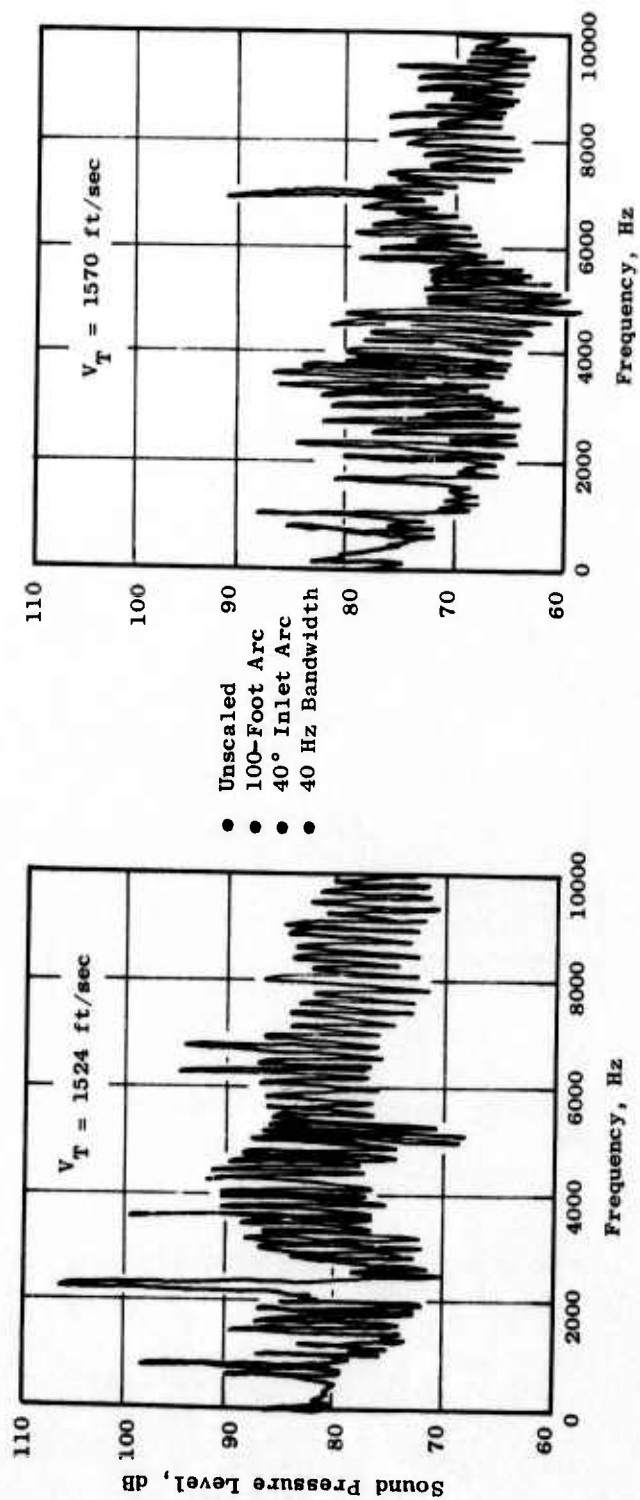 Sound Pressure Level, dB
110
100
90
80
70
60
V_T = 1524 ft/sec
0
2000
4000
6000
8000
10000
Frequency, Hz
● Unscaled
● 100-Foot Arc
● 40° Inlet Arc
● 40 Hz Bandwidth
110
100
90
80
70
60
V_T = 1570 ft/sec
0
2000
4000
6000
8000
10000
Frequency, Hz